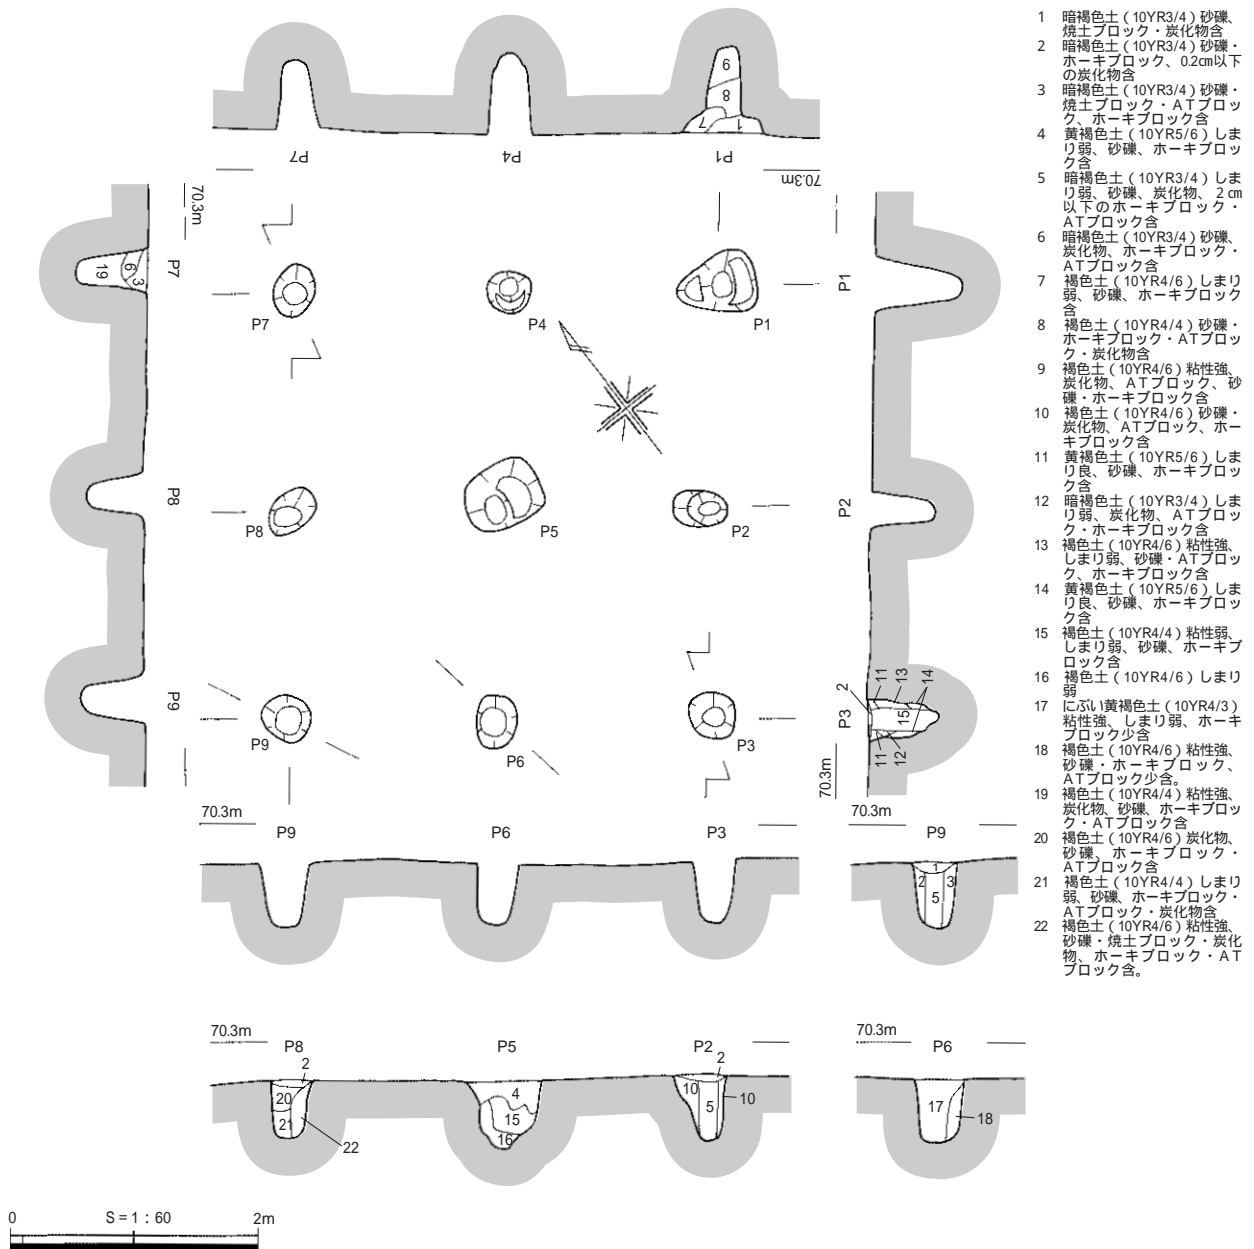 9
8
7
1
P7
P4
P1
70.3m
70.3m
P7
19
6
3
P1
P7
P4
P1
P8
P8
P5
P2
P2
P9
P9
P6
P3
2
11
13
14
P3
15
11
12
70.3m
70.3m
P9
P6
P3
70.3m
P9
1
2
3
5
70.3m
P8
P5
P2
70.3m
P6
2
20
21
22
4
15
16
2
10
5
10
17
18
0
S=1:60
2m
1 暗褐色土(10YR3/4)砂礫、
焼土ブロック・炭化物含
2 暗褐色土(10YR3/4)砂礫・
ホーキブロック、0.2㎝以下
の炭化物含
3 暗褐色土(10YR3/4)砂礫・
焼土ブロック・ATブロッ
ク、ホーキブロック含
4 黄褐色土(10YR5/6)しま
り弱、砂礫、ホーキブロッ
ク含
5 暗褐色土(10YR3/4)しま
り弱、砂礫、炭化物、2㎝
以下のホーキブロック・
ATブロック含
6 暗褐色土(10YR3/4)砂礫、
炭化物、ホーキブロック・
ATブロック含
7 褐色土(10YR4/6)しまり
弱、砂礫、ホーキブロック
含
8 褐色土(10YR4/4)砂礫・
ホーキブロック・ATブロッ
ク・炭化物含
9 褐色土(10YR4/6)粘性強、
炭化物、ATブロック、砂
礫・ホーキブロック含
10 褐色土(10YR4/6)砂礫・
炭化物、ATブロック、ホー
キブロック含
11 黄褐色土(10YR5/6)しま
り良、砂礫、ホーキブロッ
ク含
12 暗褐色土(10YR3/4)しま
り弱、炭化物、ATブロッ
ク・ホーキブロック含
13 褐色土(10YR4/6)粘性強、
しまり弱、砂礫・ATブロッ
ク、ホーキブロック含
14 黄褐色土(10YR5/6)しま
り良、砂礫、ホーキブロッ
ク含
15 褐色土(10YR4/4)粘性弱、
しまり弱、砂礫、ホーキブ
ロック含
16 褐色土(10YR4/6)しまり
弱
17 にぶい黄褐色土(10YR4/3)
粘性強、しまり弱、ホーキ
ブロック少含
18 褐色土(10YR4/6)粘性強、
砂礫・ホーキブロック、
ATブロック少含。
19 褐色土(10YR4/4)粘性強、
炭化物、砂礫、ホーキブロッ
ク・ATブロック含
20 褐色土(10YR4/6)炭化物、
砂礫、ホーキブロック・
ATブロック含
21 褐色土(10YR4/4)しまり
弱、砂礫、ホーキブロック・
ATブロック・炭化物含
22 褐色土(10YR4/6)粘性強、
砂礫・焼土ブロック・炭化
物、ホーキブロック・AT
ブロック含。